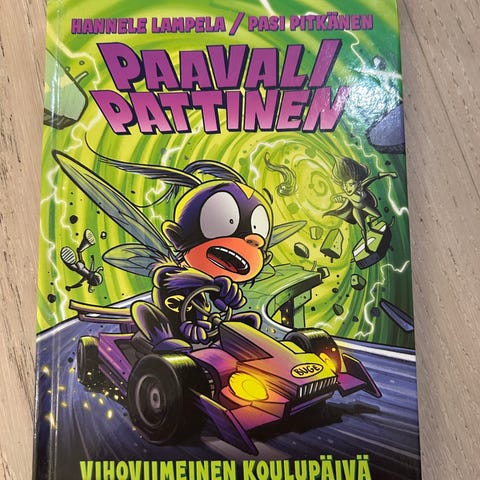 HANNELE LAMPELA / PASI PITKÄNEN
PAAVALI
PATTINEN
BUGE
VIHOVIIMEINEN KOULUPÄIVÄ